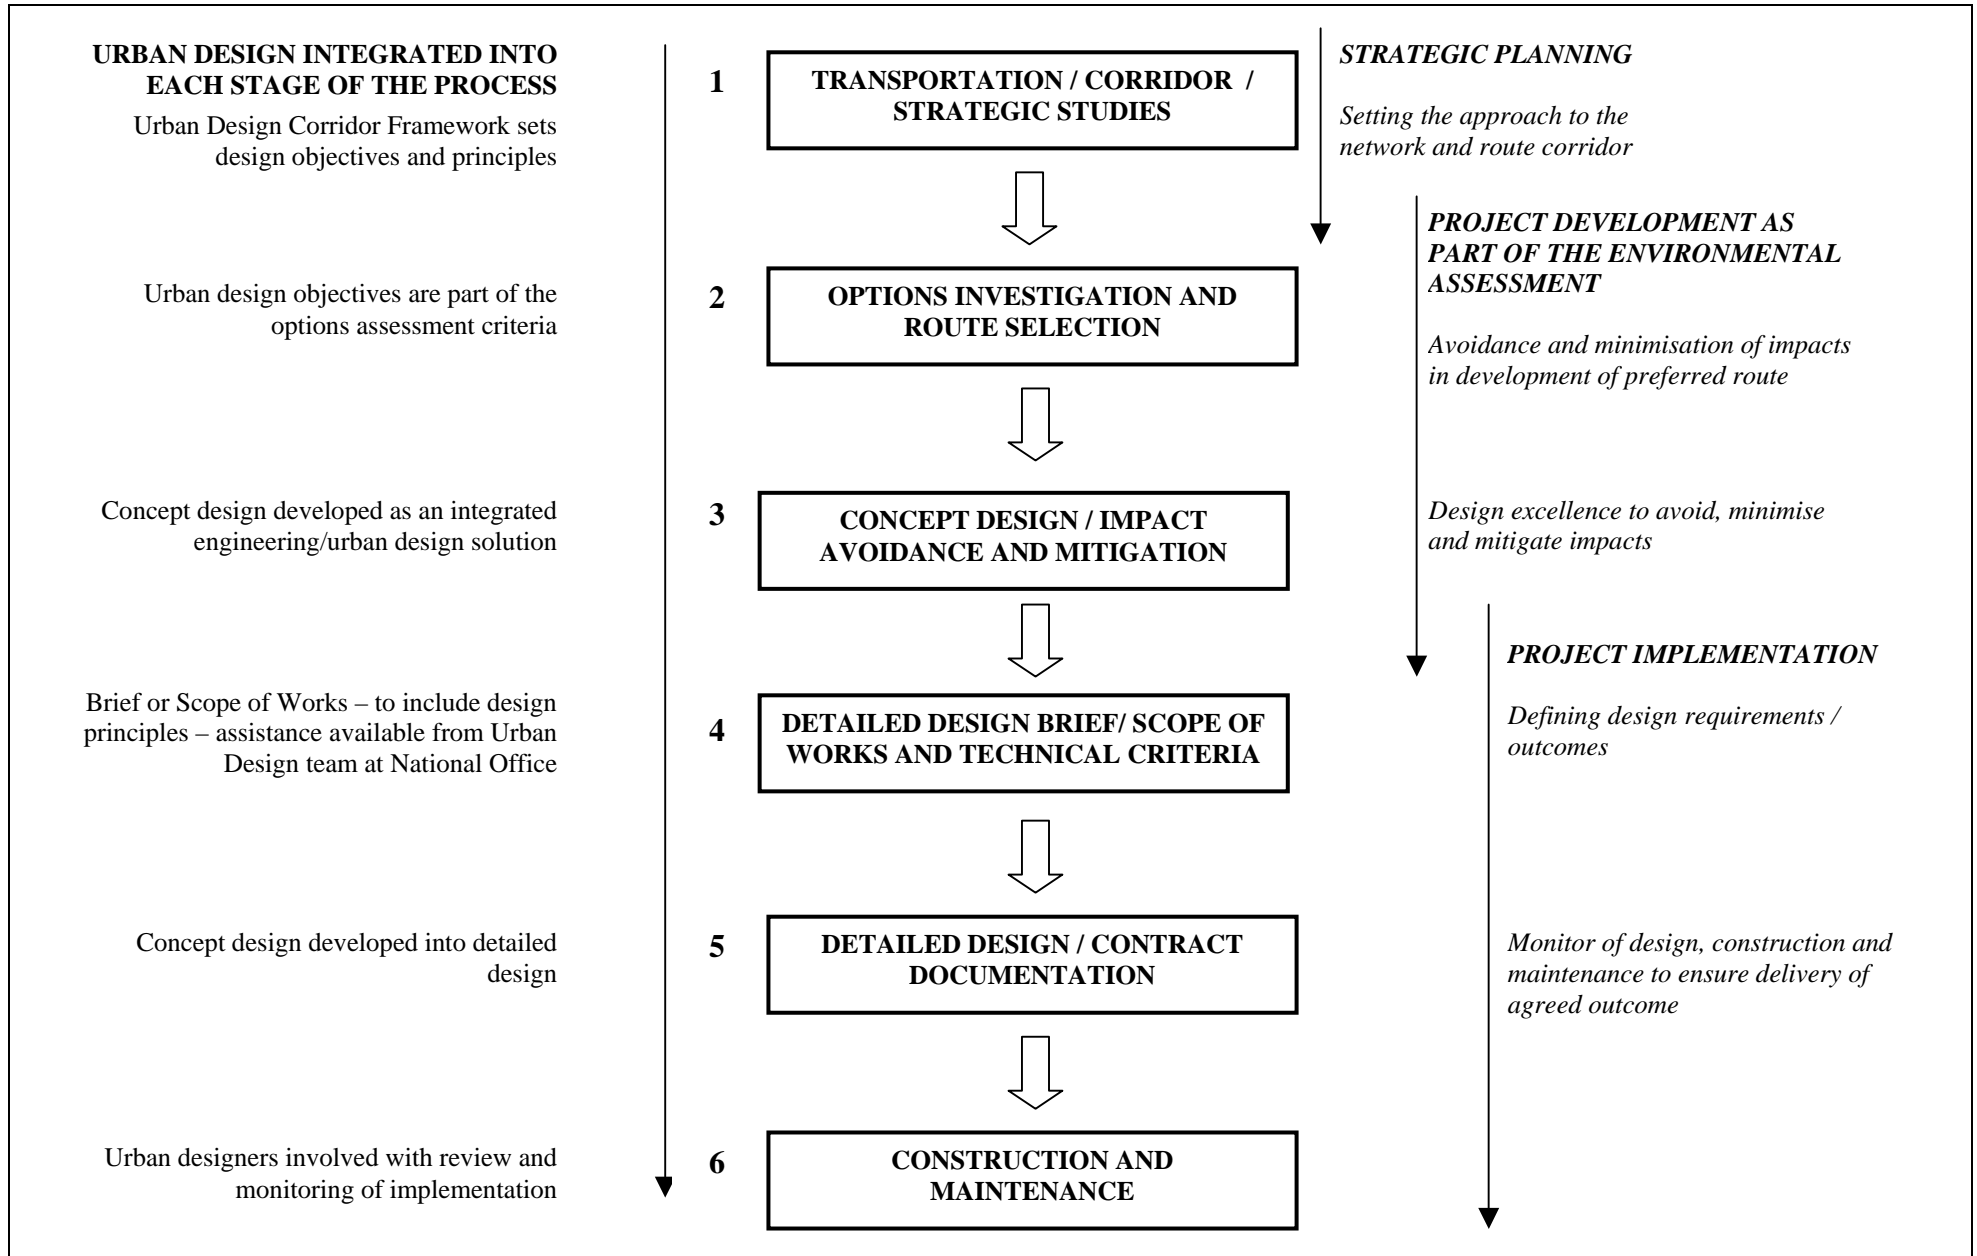 URBAN DESIGN INTEGRATED INTO
EACH STAGE OF THE PROCESS
Urban Design Corridor Framework sets
design objectives and principles
1
TRANSPORTATION / CORRIDOR /
STRATEGIC STUDIES
STRATEGIC PLANNING
Setting the approach to the
network and route corridor
PROJECT DEVELOPMENT AS
PART OF THE ENVIRONMENTAL
ASSESSMENT
Urban design objectives are part of the
options assessment criteria
2
OPTIONS INVESTIGATION AND
ROUTE SELECTION
Avoidance and minimisation of impacts
in development of preferred route
Concept design developed as an integrated
engineering/urban design solution
3
CONCEPT DESIGN / IMPACT
AVOIDANCE AND MITIGATION
Design excellence to avoid, minimise
and mitigate impacts
PROJECT IMPLEMENTATION
Brief or Scope of Works – to include design
principles – assistance available from Urban
Design team at National Office
4
DETAILED DESIGN BRIEF/ SCOPE OF
WORKS AND TECHNICAL CRITERIA
Defining design requirements /
outcomes
Concept design developed into detailed
design
5
DETAILED DESIGN / CONTRACT
DOCUMENTATION
Monitor of design, construction and
maintenance to ensure delivery of
agreed outcome
Urban designers involved with review and
monitoring of implementation
6
CONSTRUCTION AND
MAINTENANCE